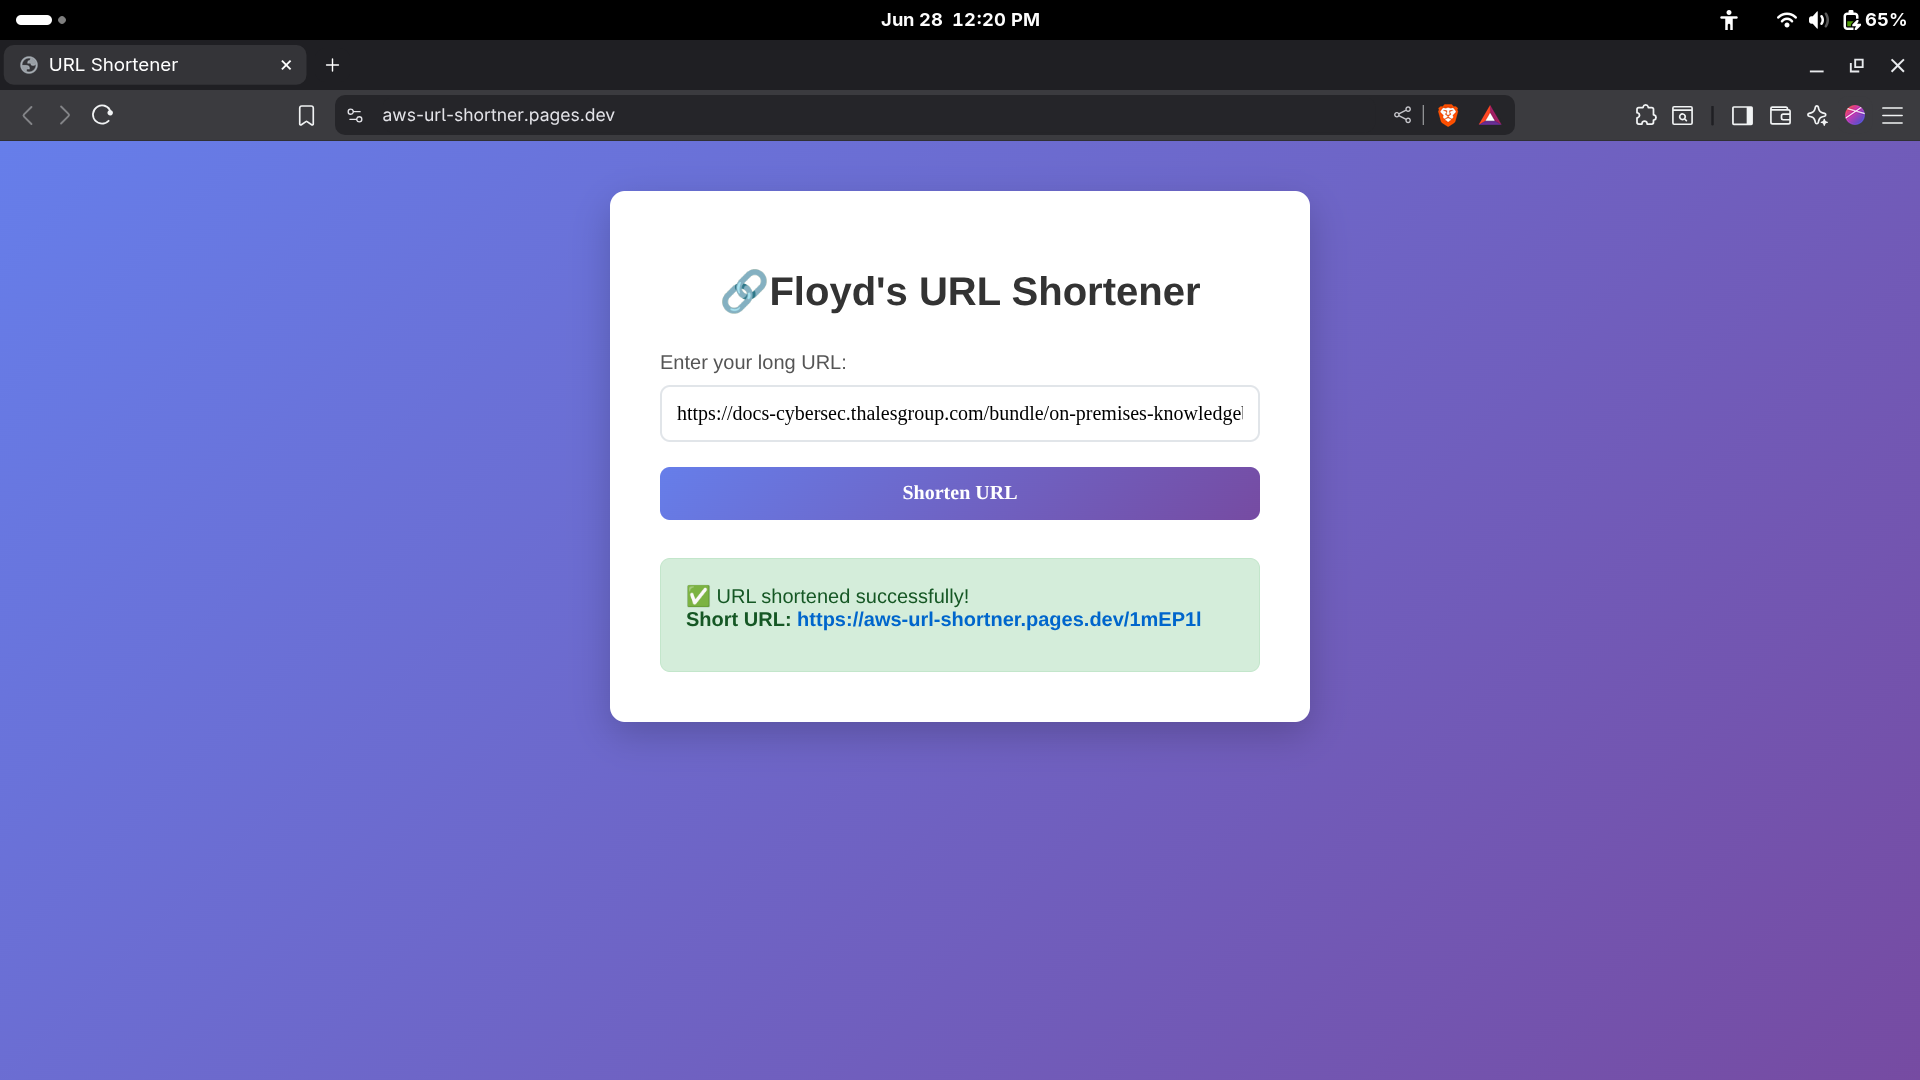 Jun 28 12:20 PM
65%
URL Shortener
aws-url-shortner.pages.dev
🔗Floyd's URL Shortener
Enter your long URL:
https://docs-cybersec.thalesgroup.com/bundle/on-premises-knowledge
Shorten URL
✅ URL shortened successfully!
Short URL: https://aws-url-shortner.pages.dev/1mEP1l